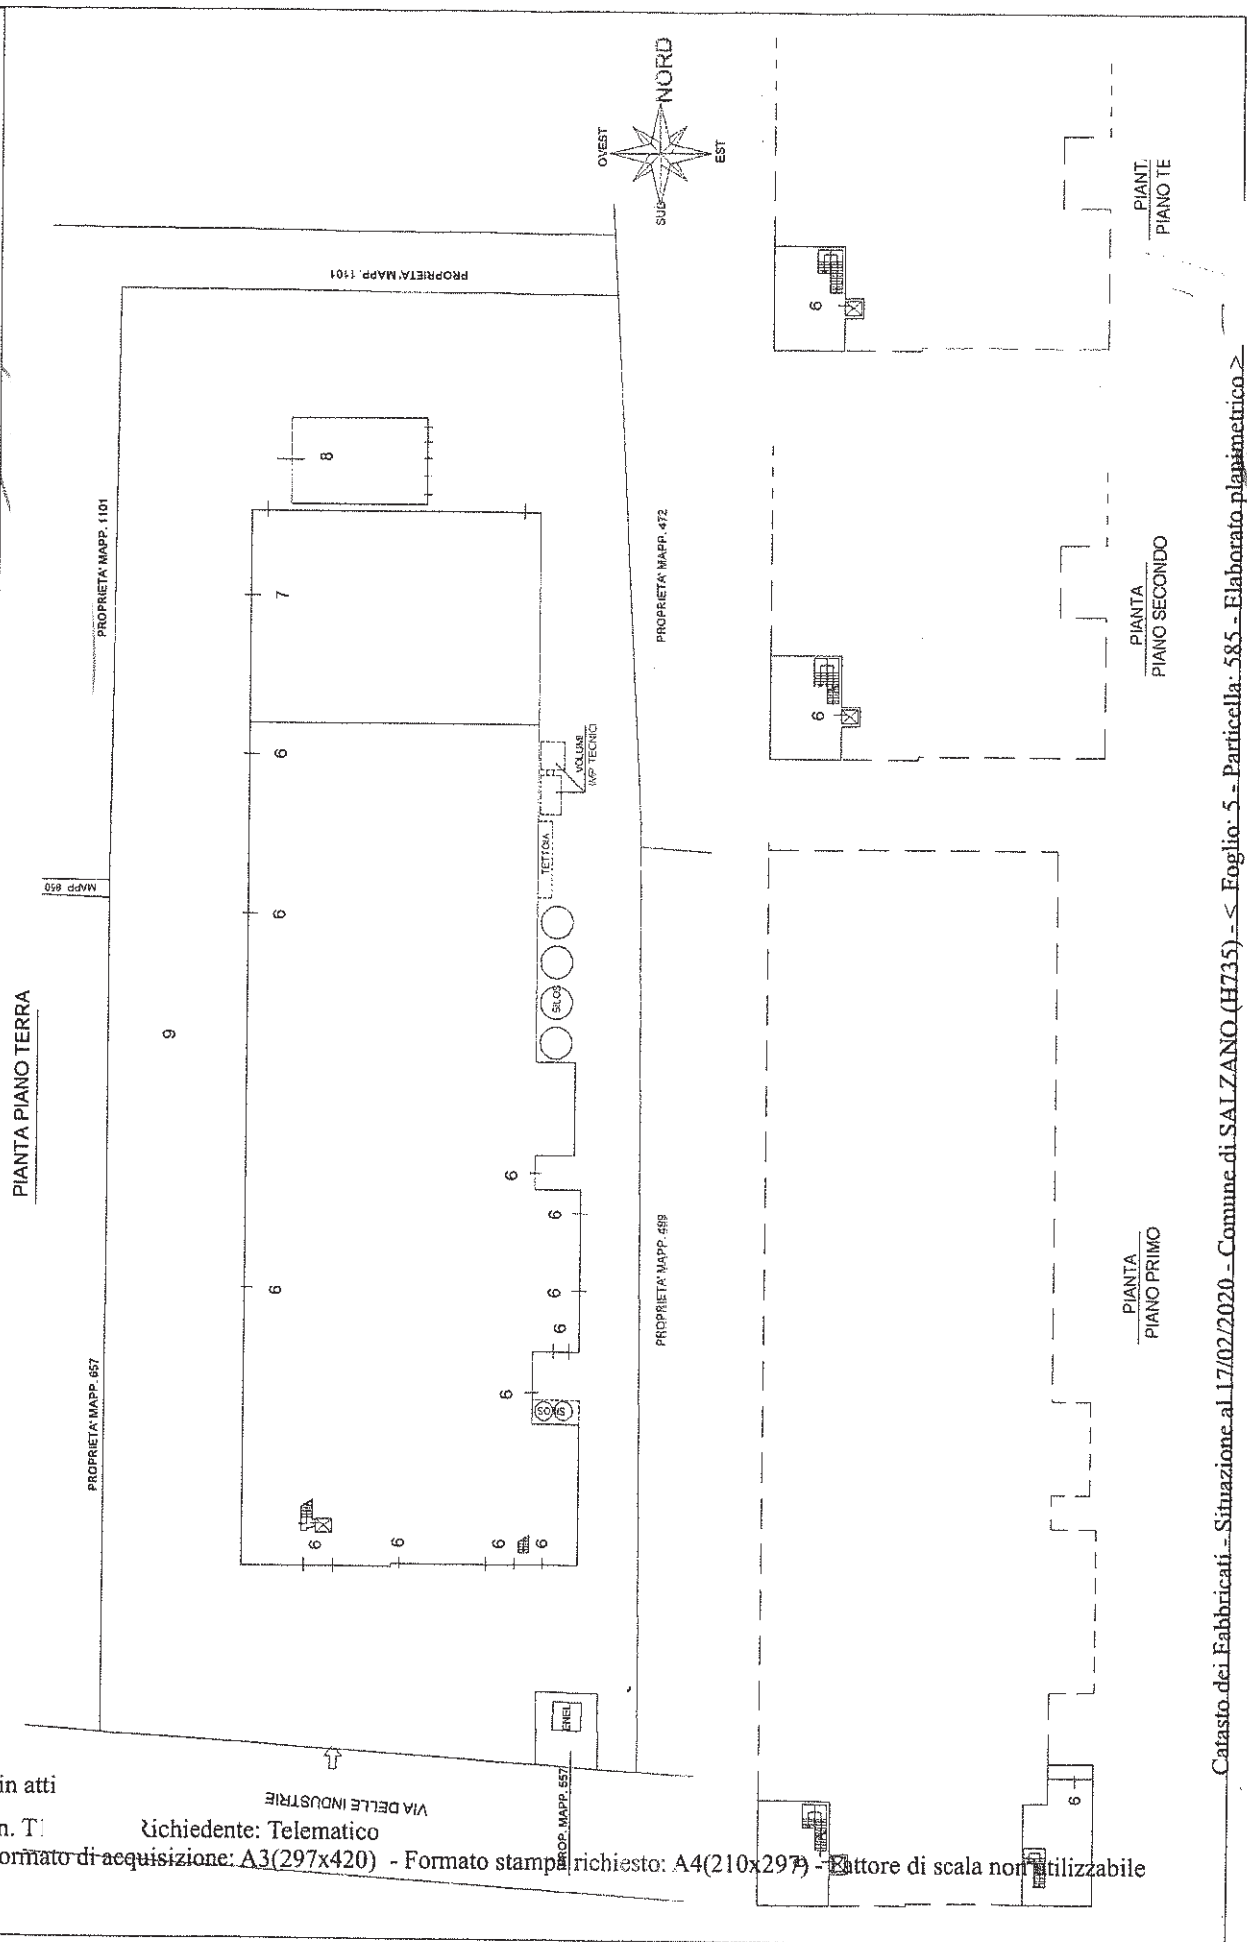 PIANTA PIANO TERRA
PROPRIETA' MAPP. 657
MAPP. 850
PROPRIETA' MAPP. 1101
PROPRIETA' MAPP. 1101
9
6
6
6
7
8
6
6
6
6
6
6
6
6
6
6
SILOS
SILOS
TETTOIA
VOLUMI
IMP. TECNICI
PROPRIETA' MAPP. 499
PROPRIETA' MAPP. 472
ENEL
PROP. MAPP. 557
VIA DELLE INDUSTRIE
NORD
OVEST
EST
SUD
6
6
PIANTA
PIANO PRIMO
6
PIANTA
PIANO SECONDO
6
PIANT
PIANO TE
Catasto dei Fabbricati - Situazione al 17/02/2020 - Comune di SALZANO (H735) - < Foglio: 5 - Particella: 585 - Elaborato planimetrico >
in atti
n. T Richiedente: Telematico
ormato di acquisizione: A3(297x420) - Formato stampa richiesto: A4(210x297) - Fattore di scala non utilizzabile